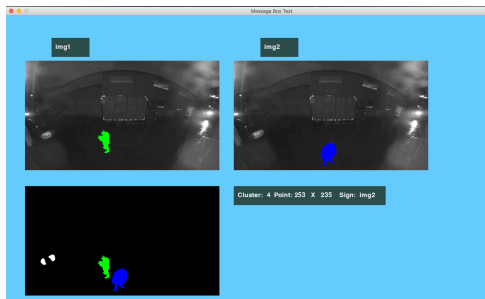 Message Box Test
img1
img2
Cluster: 4 Point: 253 X 235 Sign: img2